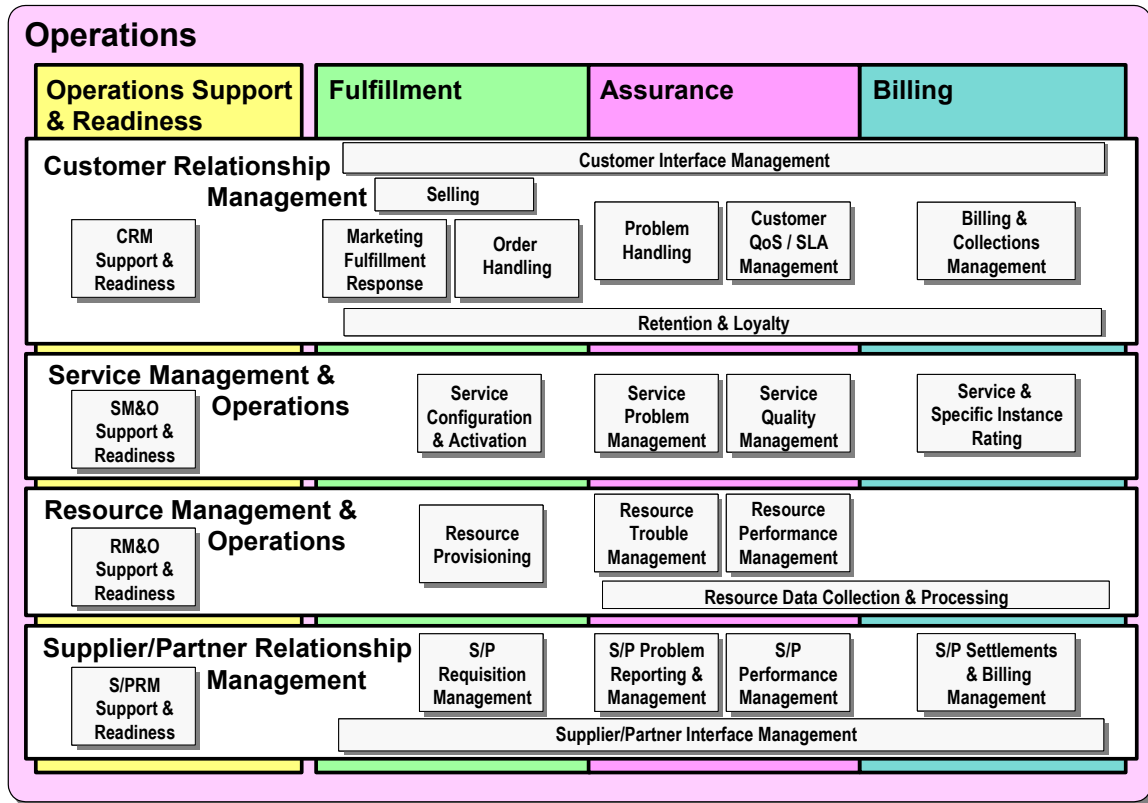 Operations
Operations Support
& Readiness
Fulfillment
Assurance
Billing
Customer Relationship
Management
Customer Interface Management
Selling
CRM
Support &
Readiness
Marketing
Fulfillment
Response
Order
Handling
Problem
Handling
Customer
QoS / SLA
Management
Billing &
Collections
Management
Retention & Loyalty
Service Management &
Operations
SM&O
Support &
Readiness
Service
Configuration
& Activation
Service
Problem
Management
Service
Quality
Management
Service &
Specific Instance
Rating
Resource Management &
Operations
RM&O
Support &
Readiness
Resource
Provisioning
Resource
Trouble
Management
Resource
Performance
Management
Resource Data Collection & Processing
Supplier/Partner Relationship
Management
S/PRM
Support &
Readiness
S/P
Requisition
Management
S/P Problem
Reporting &
Management
S/P
Performance
Management
S/P Settlements
& Billing
Management
Supplier/Partner Interface Management